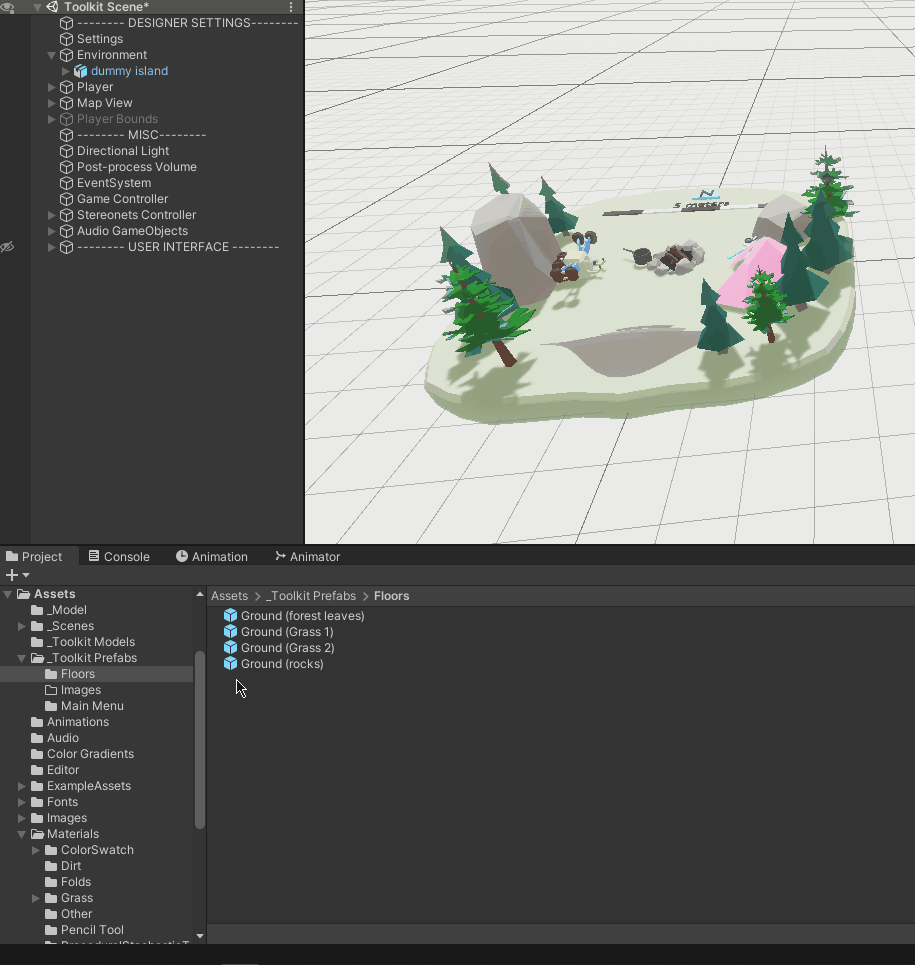 Toolkit Scene*
-------- DESIGNER SETTINGS--------
Settings
Environment
dummy island
Player
Map View
Player Bounds
-------- MISC--------
Directional Light
Post-process Volume
EventSystem
Game Controller
Stereonets Controller
Audio GameObjects
-------- USER INTERFACE --------
5 meters
Project
Console
Animation
Animator
Assets
_Model
_Scenes
_Toolkit Models
_Toolkit Prefabs
Floors
Images
Main Menu
Animations
Audio
Color Gradients
Editor
ExampleAssets
Fonts
Images
Materials
ColorSwatch
Dirt
Folds
Grass
Other
Pencil Tool
Assets > _Toolkit Prefabs > Floors
Ground (forest leaves)
Ground (Grass 1)
Ground (Grass 2)
Ground (rocks)